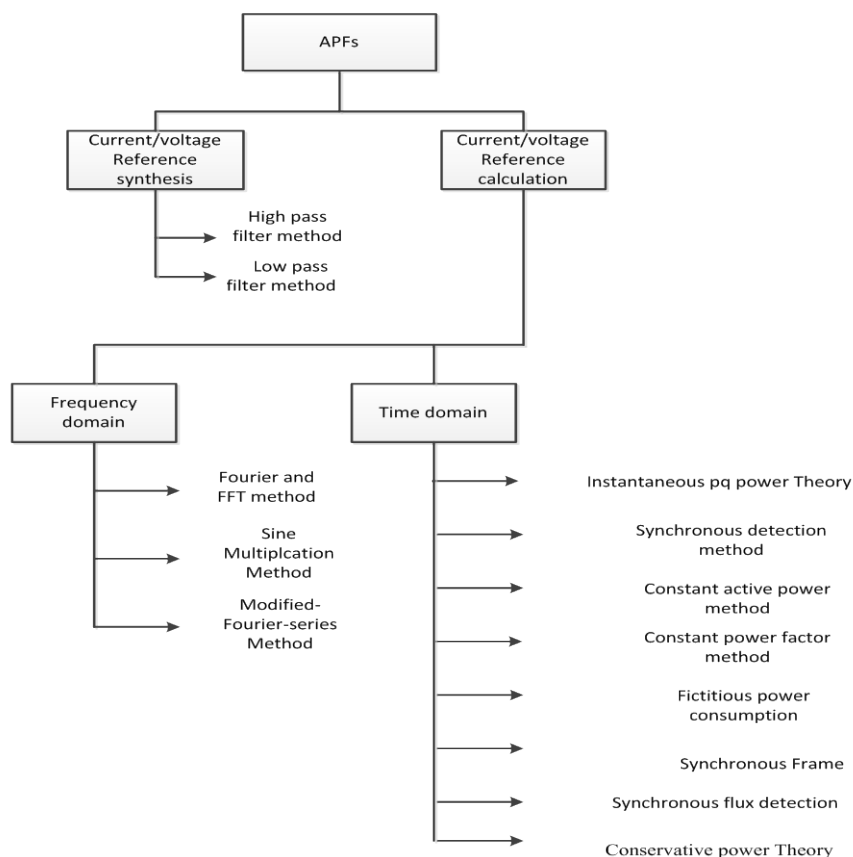 APFs
Current/voltage
Reference
synthesis
Current/voltage
Reference
calculation
High pass
filter method
Low pass
filter method
Frequency
domain
Time domain
Fourier and
FFT method
Sine
Multiplcation
Method
Modified-
Fourier-series
Method
Instantaneous pq power Theory
Synchronous detection
method
Constant active power
method
Constant power factor
method
Fictitious power
consumption
Synchronous Frame
Synchronous flux detection
Conservative power Theory